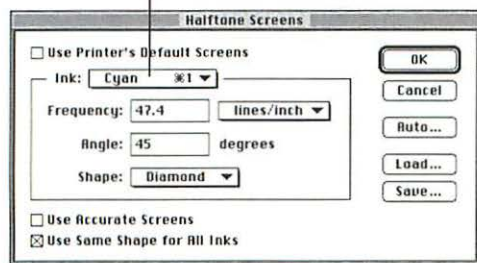 Halftone Screens
Use Printer's Default Screens
Ink: Cyan ⌘1
Frequency: 47.4 lines/inch
Angle: 45 degrees
Shape: Diamond
Use Accurate Screens
Use Same Shape for All Inks
OK
Cancel
Auto...
Load...
Save...